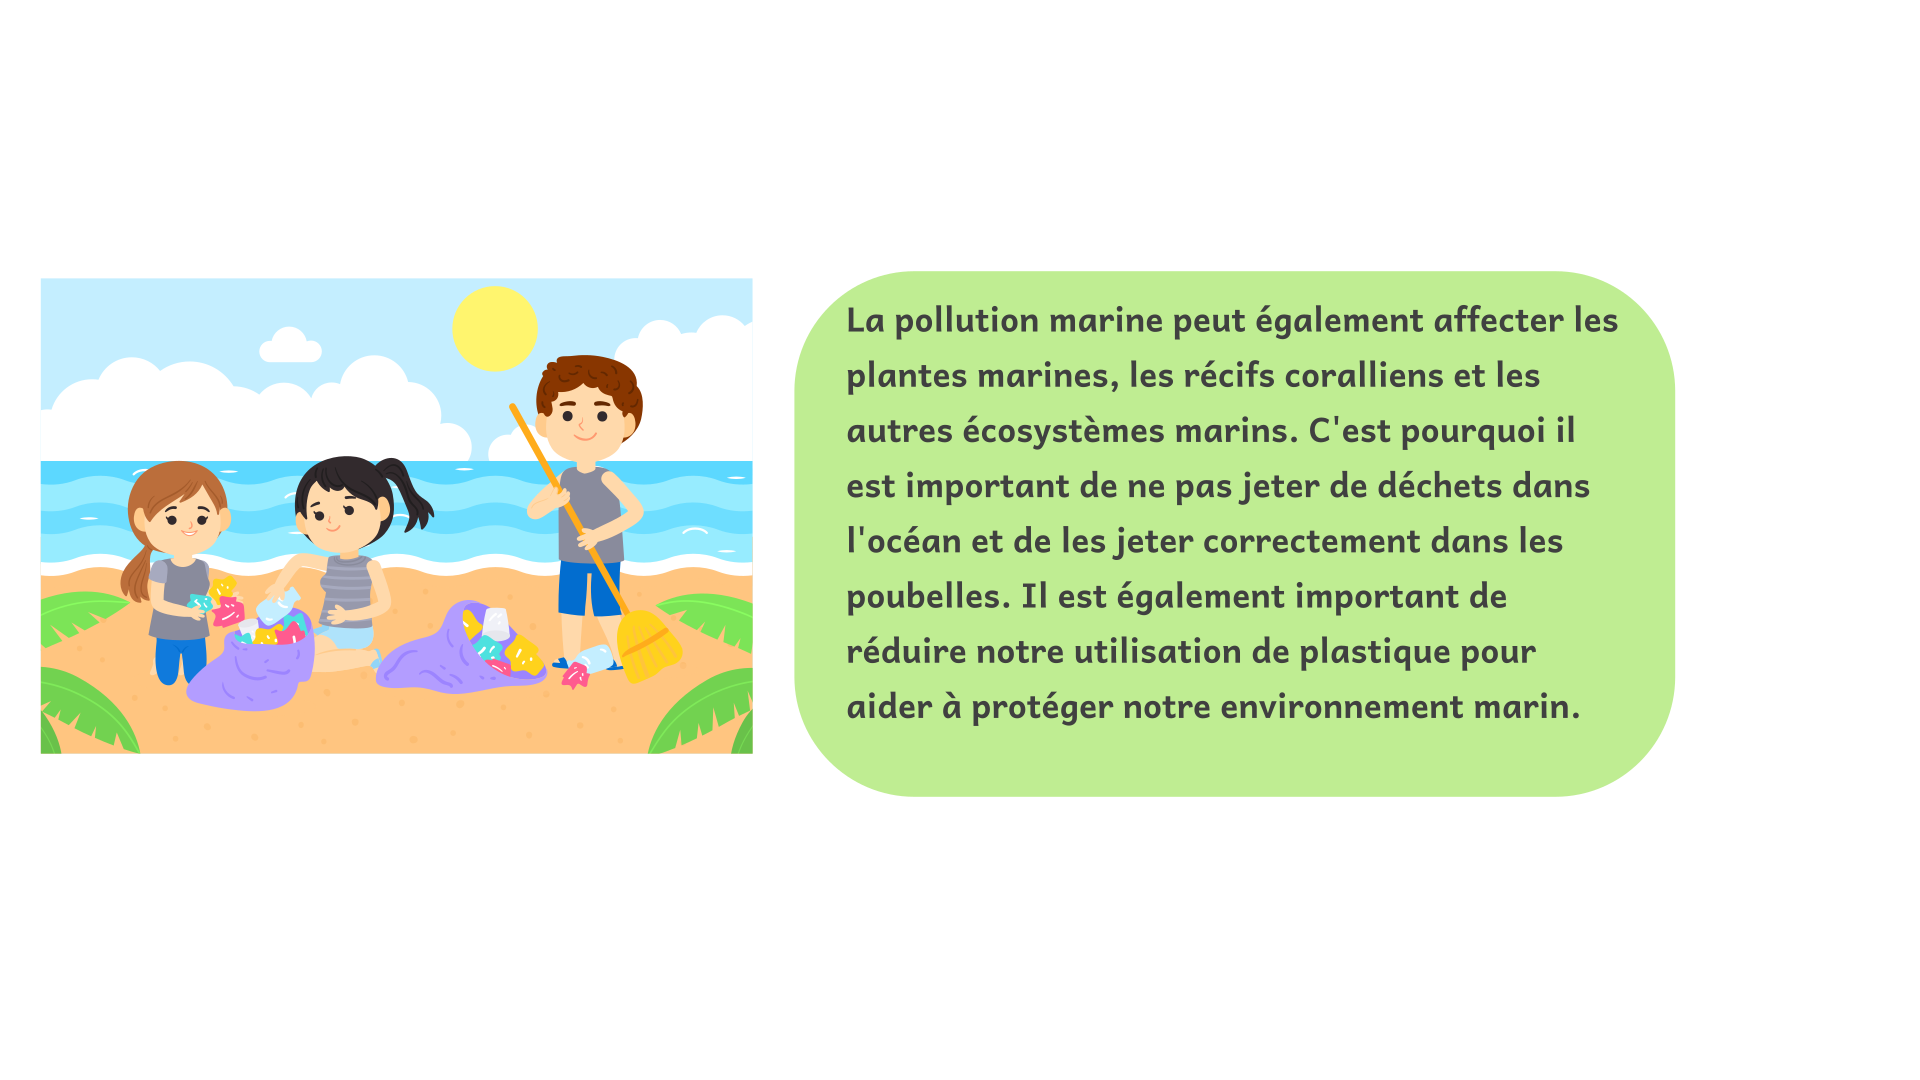 La pollution marine peut également affecter les
plantes marines, les récifs coralliens et les
autres écosystèmes marins. C'est pourquoi il
est important de ne pas jeter de déchets dans
l'océan et de les jeter correctement dans les
poubelles. Il est également important de
réduire notre utilisation de plastique pour
aider à protéger notre environnement marin.